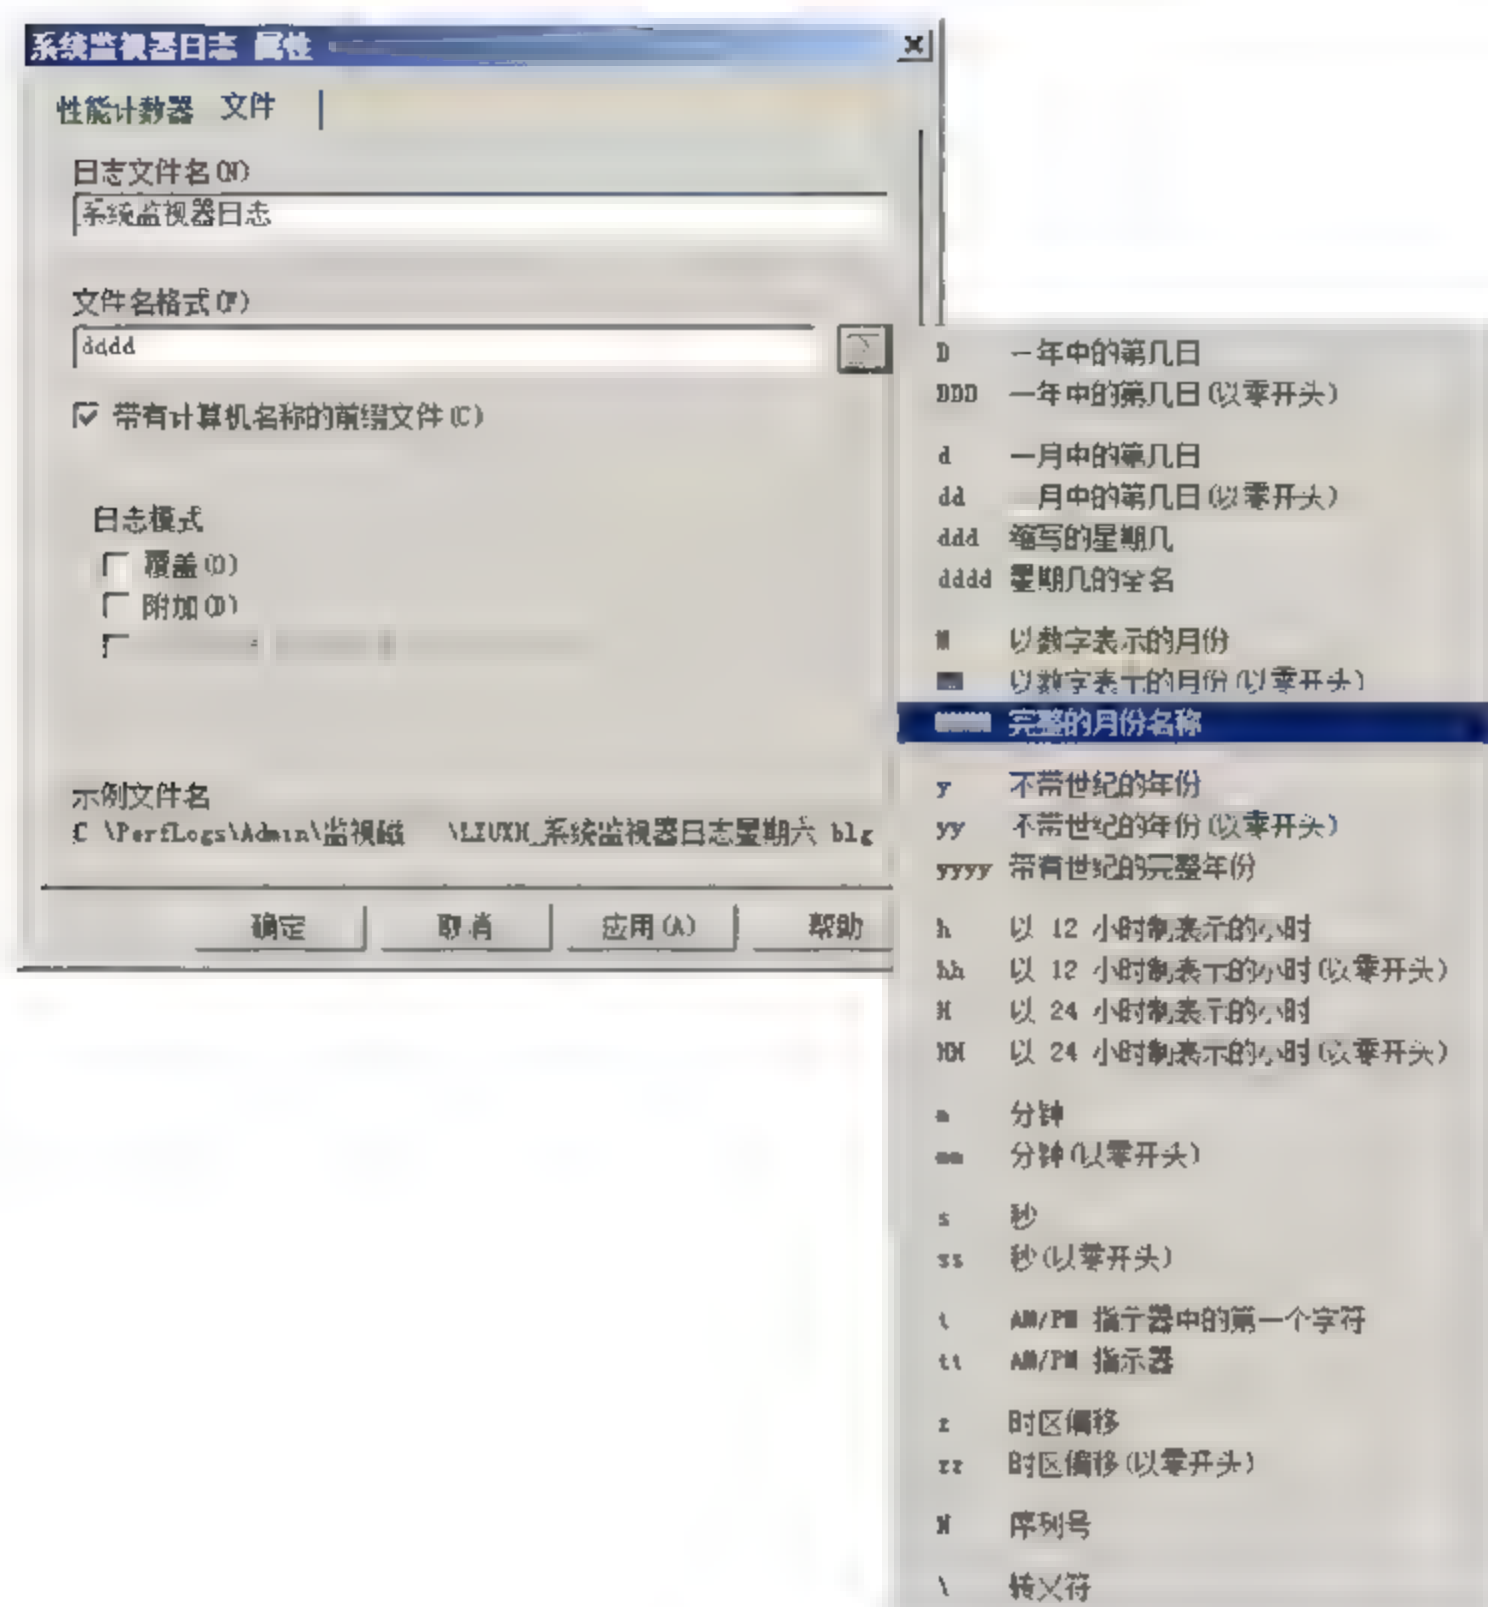 系统监视器日志 属性
性能计数器 文件
日志文件名(N)
系统监视器日志
文件名格式(F)
dddd
带有计算机名称的前缀文件(C)
日志模式
覆盖(O)
附加(D)
示例文件名
C \PerfLogs\Admin\监视磁 \LIUXH_系统监视器日志星期六 blg
确定 取消 应用(A) 帮助
D 一年中的第几日
DDD 一年中的第几日(以零开头)
d 一月中的第几日
dd 月中的第几日(以零开头)
ddd 缩写的星期几
dddd 星期几的全名
M 以数字表示的月份
以数字表示的月份(以零开头)
完整的月份名称
y 不带世纪的年份
yy 不带世纪的年份(以零开头)
yyyy 带有世纪的完整年份
h 以 12 小时制表示的小时
hh 以 12 小时制表示的小时(以零开头)
H 以 24 小时制表示的小时
HH 以 24 小时制表示的小时(以零开头)
m 分钟
mm 分钟(以零开头)
s 秒
ss 秒(以零开头)
t AM/PM 指示器中的第一个字符
tt AM/PM 指示器
z 时区偏移
zz 时区偏移(以零开头)
N 序列号
\ 转义符